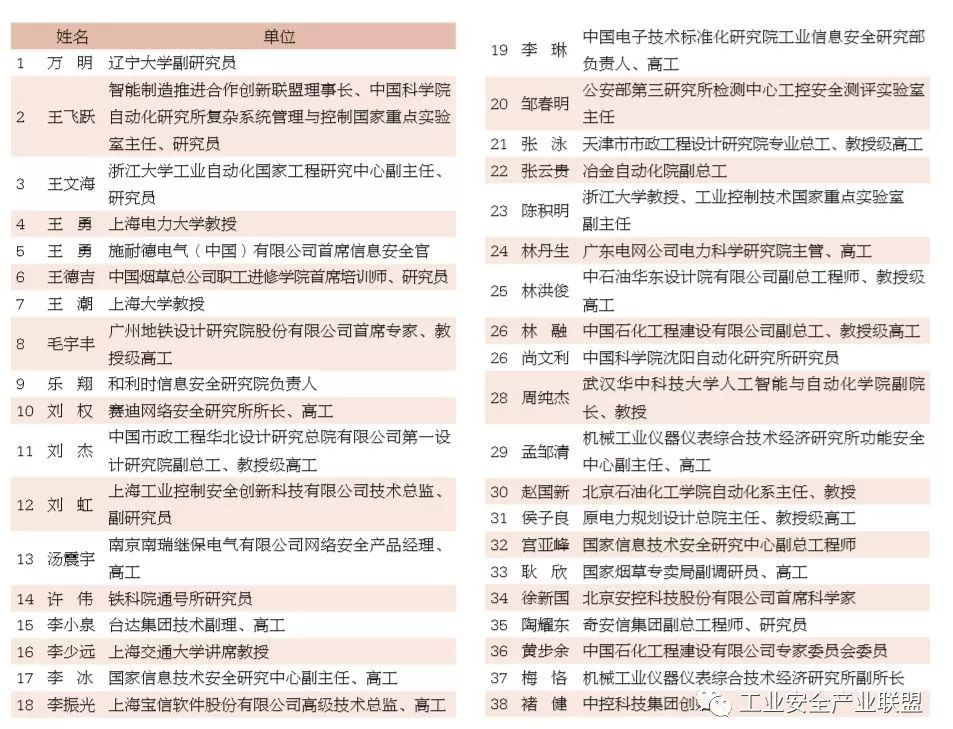 姓名 单位
1 万 明 辽宁大学副研究员
智能制造推进合作创新联盟理事长、中国科学院
2 王飞跃 自动化研究所复杂系统管理与控制国家重点实验
室主任、研究员
3 王文海 浙江大学工业自动化国家工程研究中心副主任、
研究员
4 王 勇 上海电力大学教授
5 王 勇 施耐德电气（中国）有限公司首席信息安全官
6 王德吉 中国烟草总公司职工进修学院首席培训师、研究员
7 王 潮 上海大学教授
8 毛宇丰 广州地铁设计研究院股份有限公司首席专家、教
授级高工
9 乐 翔 和利时信息安全研究院负责人
10 刘 权 赛迪网络安全研究所所长、高工
11 刘 杰 中国市政工程华北设计研究总院有限公司第一设
计研究院副总工、教授级高工
12 刘 虹 上海工业控制安全创新科技有限公司技术总监、
副研究员
13 汤震宇 南京南瑞继保电气有限公司网络安全产品经理、
高工
14 许 伟 铁科院通号所研究员
15 李小泉 台达集团技术副理、高工
16 李少远 上海交通大学讲席教授
17 李 冰 国家信息技术安全研究中心副主任、高工
18 李振光 上海宝信软件股份有限公司高级技术总监、高工
19 李 琳 中国电子技术标准化研究院工业信息安全研究部
负责人、高工
20 邹春明 公安部第三研究所检测中心工控安全测评实验室
主任
21 张 泳 天津市市政工程设计研究院专业总工、教授级高工
22 张云贵 冶金自动化院副总工
23 陈积明 浙江大学教授、工业控制技术国家重点实验室
副主任
24 林丹生 广东电网公司电力科学研究院主管、高工
25 林洪俊 中石油华东设计院有限公司副总工程师、教授级
高工
26 林 融 中国石化工程建设有限公司副总工、教授级高工
26 尚文利 中国科学院沈阳自动化研究所研究员
28 周纯杰 武汉华中科技大学人工智能与自动化学院副院
长、教授
29 孟邹清 机械工业仪器仪表综合技术经济研究所功能安全
中心副主任、高工
30 赵国新 北京石油化工学院自动化系主任、教授
31 侯子良 原电力规划设计总院主任、教授级高工
32 宫亚峰 国家信息技术安全研究中心副总工程师
33 耿 欣 国家烟草专卖局副调研员、高工
34 徐新国 北京安控科技股份有限公司首席科学家
35 陶耀东 奇安信集团副总工程师、研究员
36 黄步余 中国石化工程建设有限公司专家委员会委员
37 梅 恪 机械工业仪器仪表综合技术经济研究所副所长
38 褚 健 中控科技集团创
工业安全产业联盟